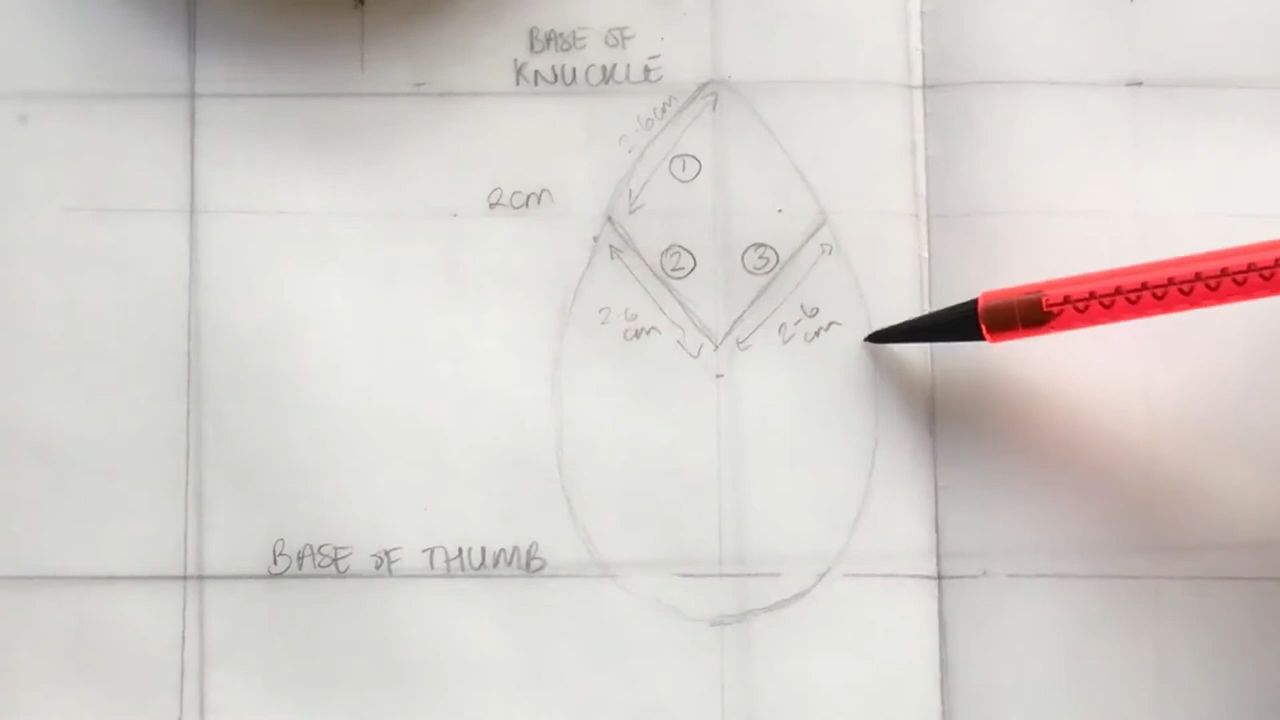 BASE OF
KNUCKLE
2.6cm
1
2cm
2
3
2.6
cm
2-6
cm
BASE OF THUMB